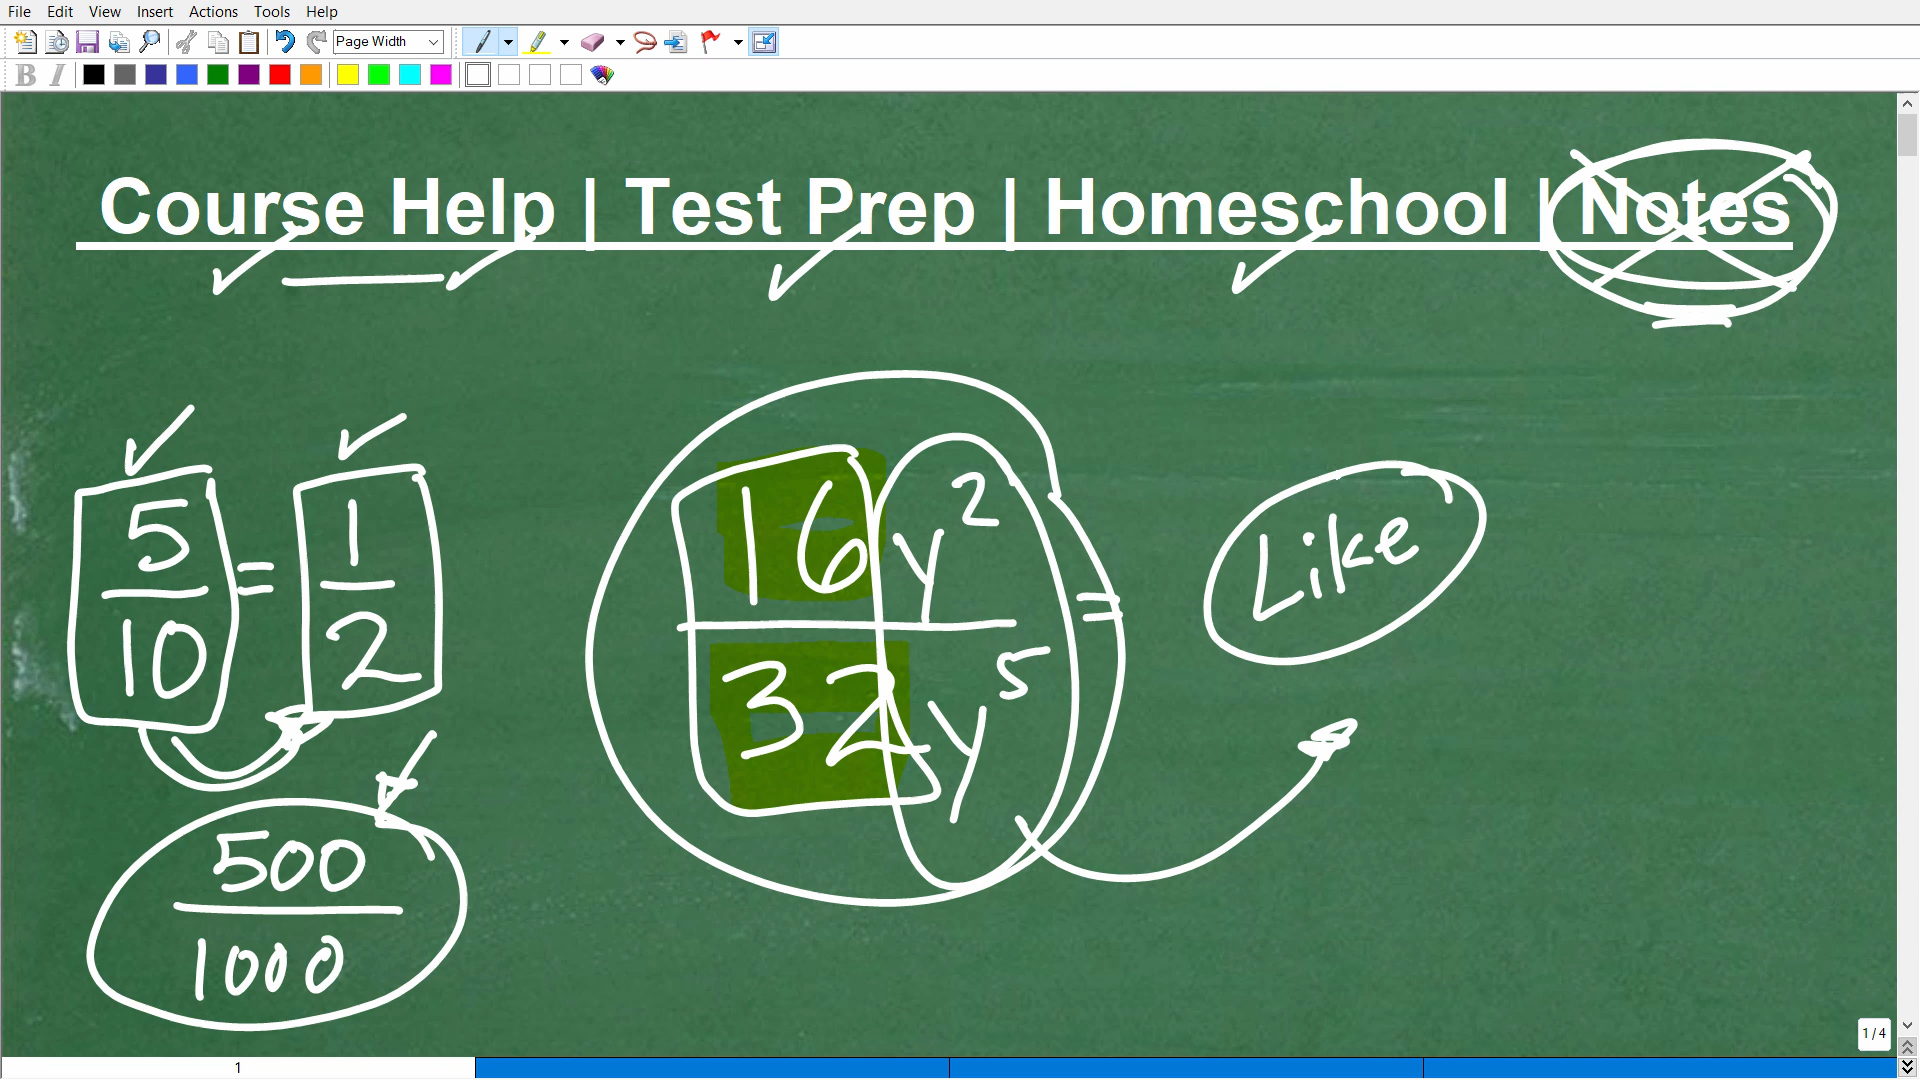 File Edit View Insert Actions Tools Help
Page Width
B I
Course Help | Test Prep | Homeschool | Notes
5/10 = 1/2
16y²/32y⁵ =
Like
500/1000
1 / 4
1